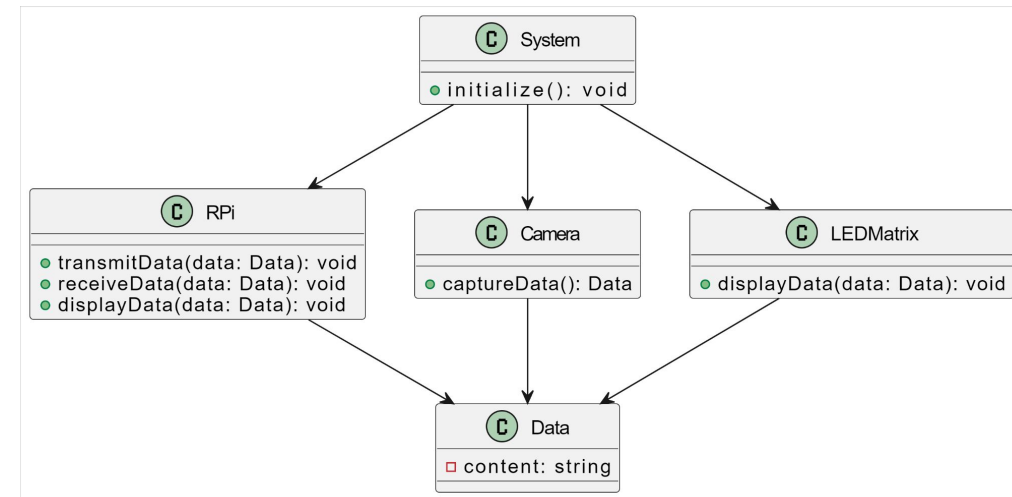 C System
initialize(): void
C RPi
transmitData(data: Data): void
receiveData(data: Data): void
displayData(data: Data): void
C Camera
captureData(): Data
C LEDMatrix
displayData(data: Data): void
C Data
content: string